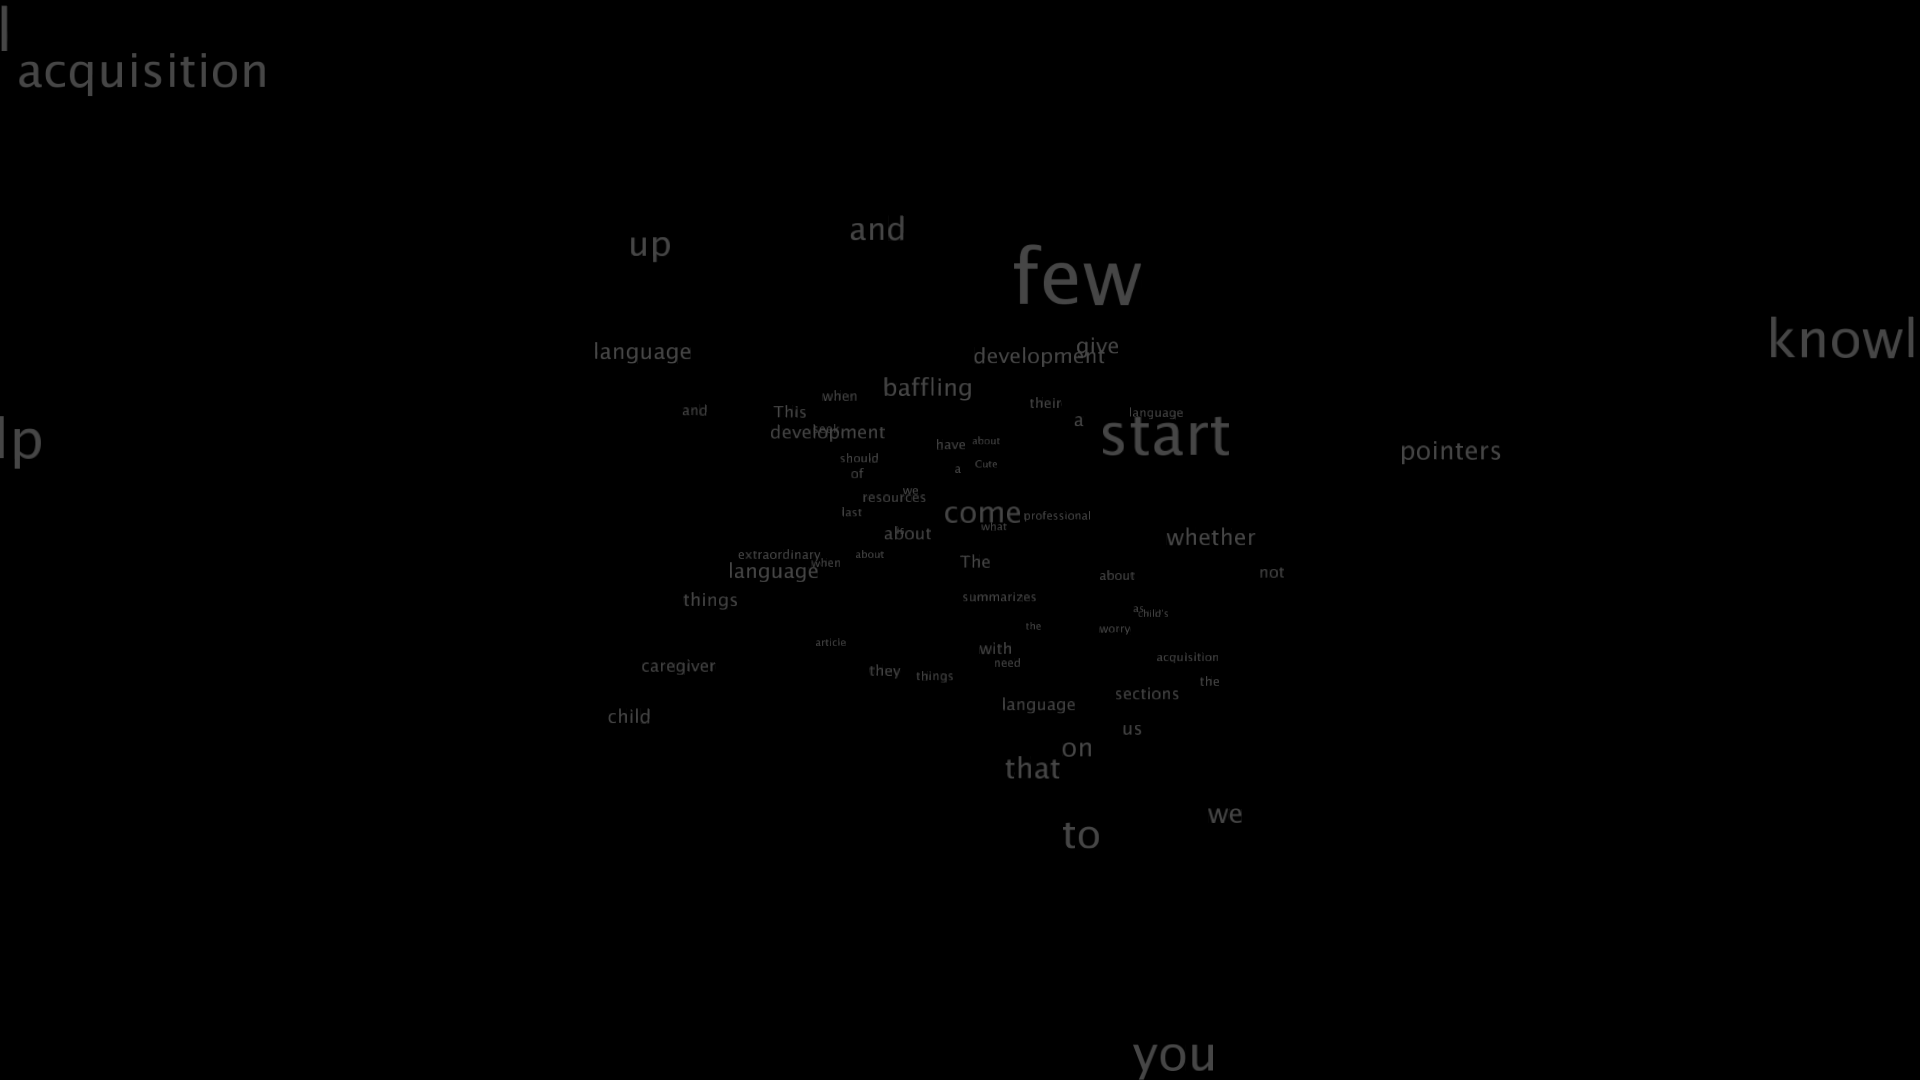 l
acquisition
and
up
few
knowl
give
language
development
baffling
when
their
and
This
language
a
seek
development
start
lp
about
have
pointers
should
Cute
a
of
we
resources
last
come
professional
what
about
whether
extraordinary
about
when
The
language
not
about
summarizes
things
as
child's
the
worry
article
with
acquisition
need
caregiver
they
things
the
sections
language
child
us
on
that
we
to
you